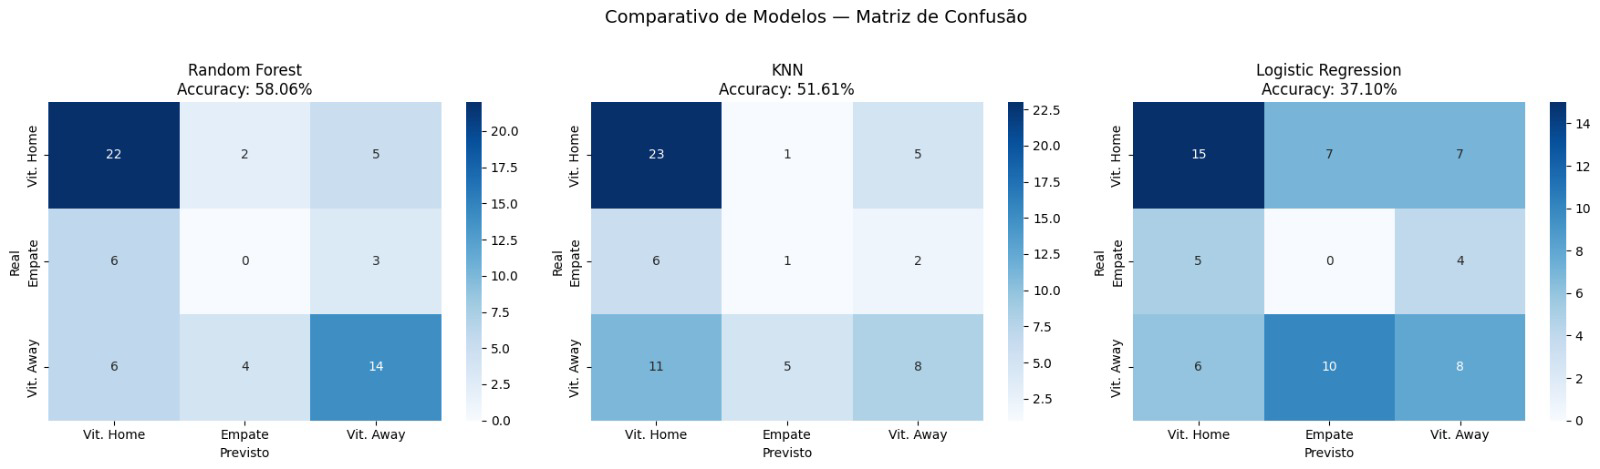 Comparativo de Modelos — Matriz de Confusão
Random Forest
Accuracy: 58.06%
Vit. Home
Empate
Vit. Away
Real
22 2 5
6 0 3
6 4 14
Vit. Home Empate Vit. Away
Previsto
20.0
17.5
15.0
12.5
10.0
7.5
5.0
2.5
0.0
KNN
Accuracy: 51.61%
Vit. Home
Empate
Vit. Away
Real
23 1 5
6 1 2
11 5 8
Vit. Home Empate Vit. Away
Previsto
22.5
20.0
17.5
15.0
12.5
10.0
7.5
5.0
2.5
Logistic Regression
Accuracy: 37.10%
Vit. Home
Empate
Vit. Away
Real
15 7 7
5 0 4
6 10 8
Vit. Home Empate Vit. Away
Previsto
14
12
10
8
6
4
2
0